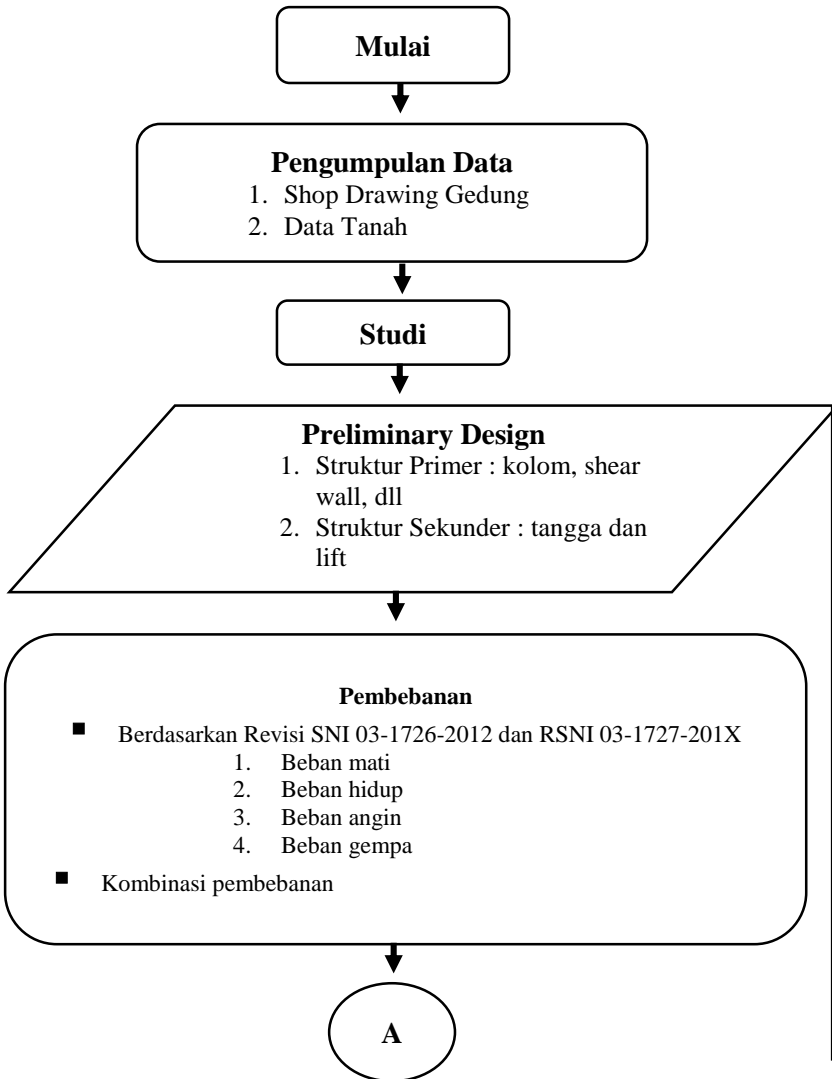 Mulai
Pengumpulan Data
1. Shop Drawing Gedung
2. Data Tanah
Studi
Preliminary Design
1. Struktur Primer : kolom, shear
wall, dll
2. Struktur Sekunder : tangga dan
lift
Pembebanan
▪ Berdasarkan Revisi SNI 03-1726-2012 dan RSNI 03-1727-201X
1. Beban mati
2. Beban hidup
3. Beban angin
4. Beban gempa
▪ Kombinasi pembebanan
A